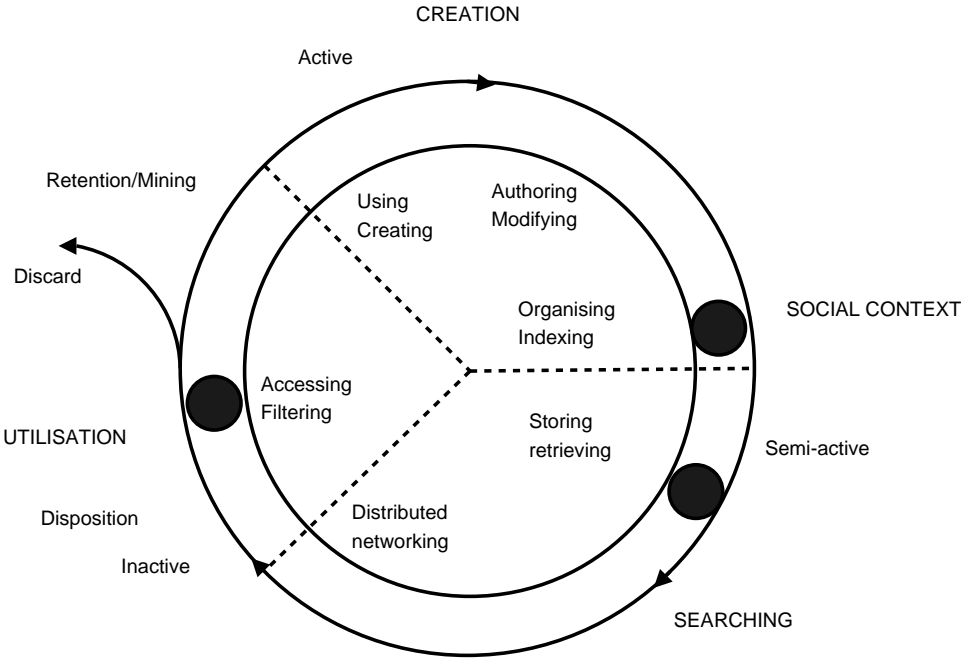 CREATION
Active
Retention/Mining
Using
Creating
Authoring
Modifying
Discard
Organising
Indexing
SOCIAL CONTEXT
Accessing
Filtering
UTILISATION
Storing
retrieving
Semi-active
Disposition
Distributed
networking
Inactive
SEARCHING